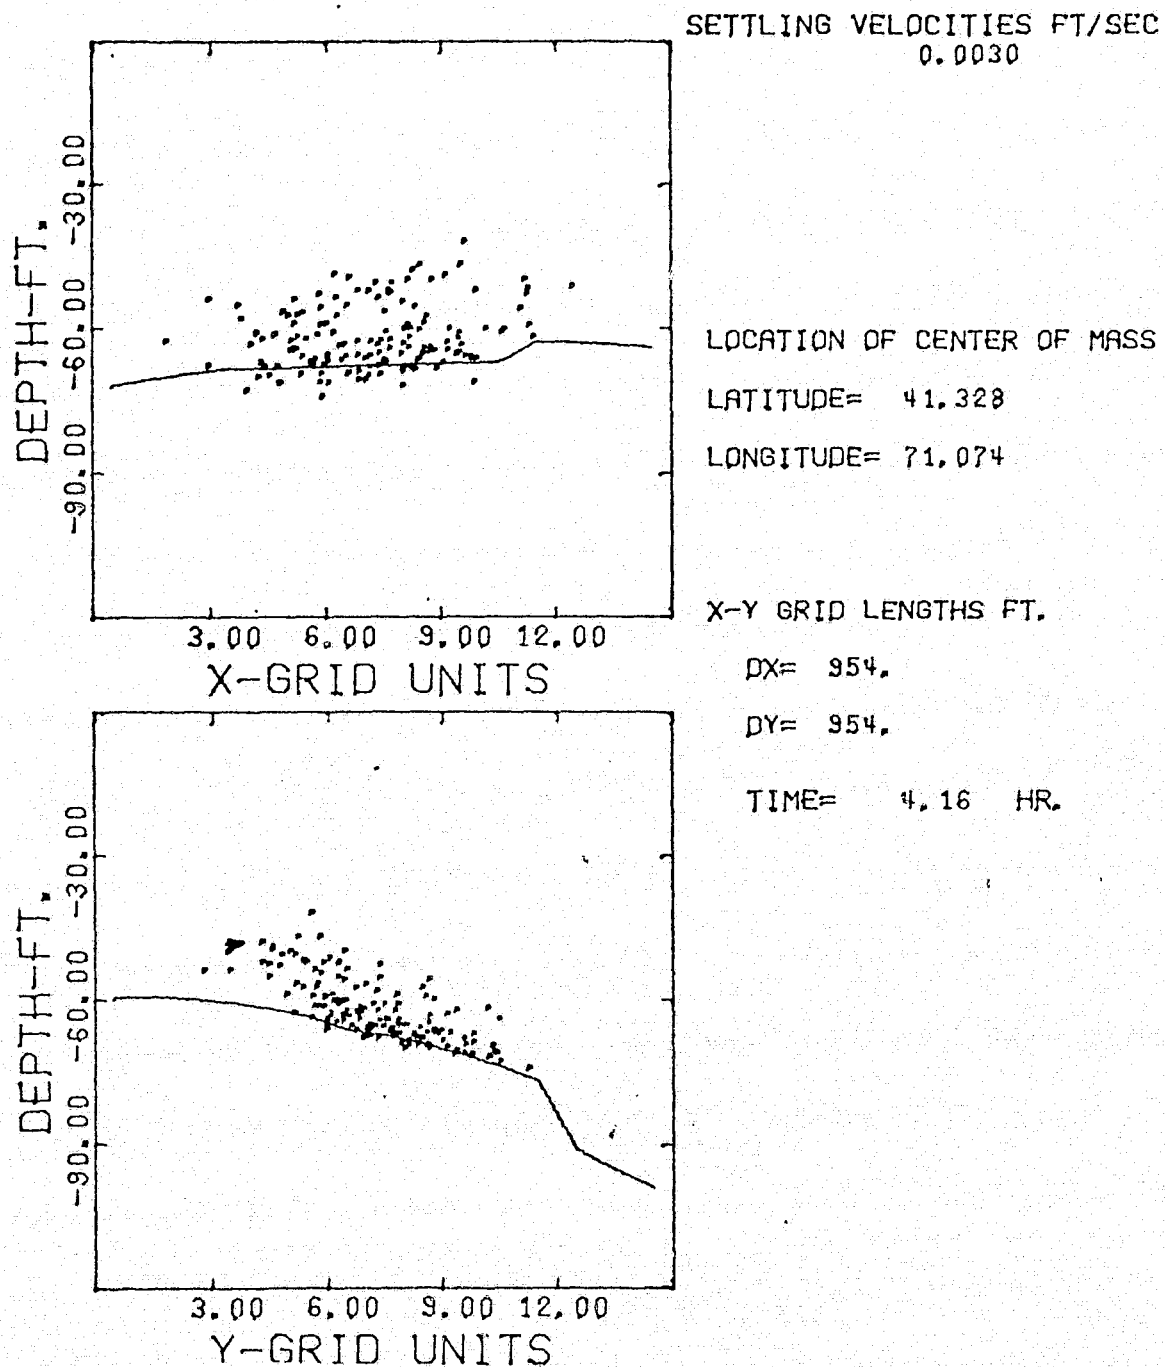 SETTLING VELOCITIES FT/SEC
0.0030
DEPTH-FT.
-30.00
-60.00
-90.00
3.00 6.00 9.00 12.00
X-GRID UNITS
LOCATION OF CENTER OF MASS
LATITUDE= 41.328
LONGITUDE= 71.074
X-Y GRID LENGTHS FT.
DX= 954.
DY= 954.
TIME= 4.16 HR.
DEPTH-FT.
-30.00
-60.00
-90.00
3.00 6.00 9.00 12.00
Y-GRID UNITS